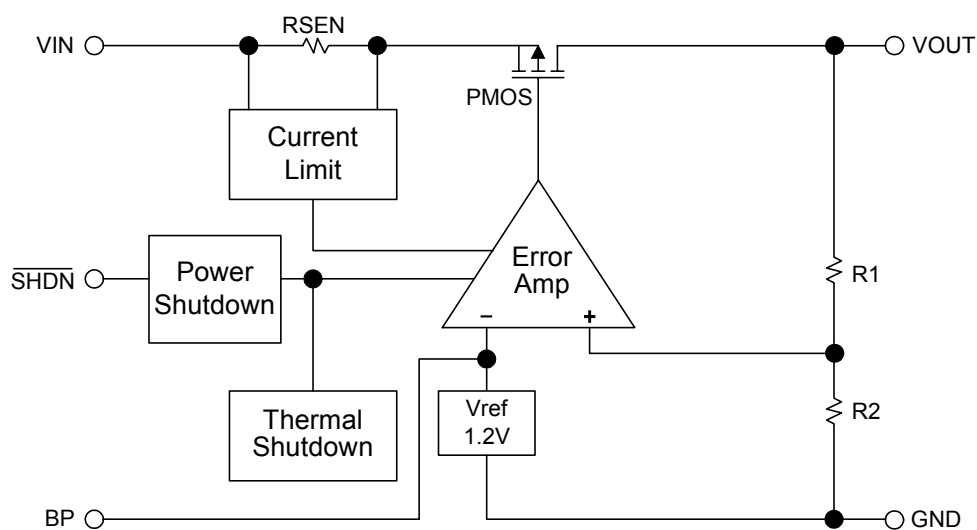 RSEN
VIN
VOUT
PMOS
Current
Limit
Error
Amp
SHDN
Power
Shutdown
R1
− +
Thermal
Shutdown
Vref
1.2V
R2
BP
GND